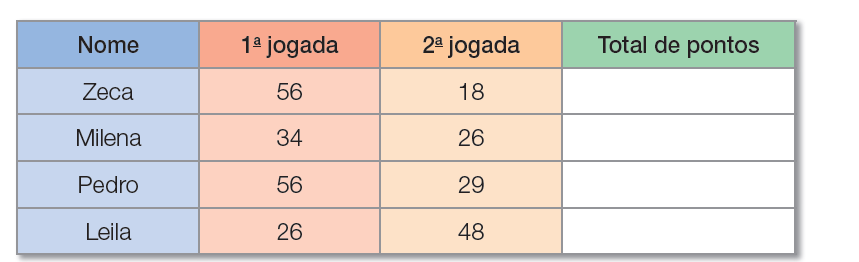 Nome 1ª jogada 2ª jogada Total de pontos
Zeca 56 18
Milena 34 26
Pedro 56 29
Leila 26 48